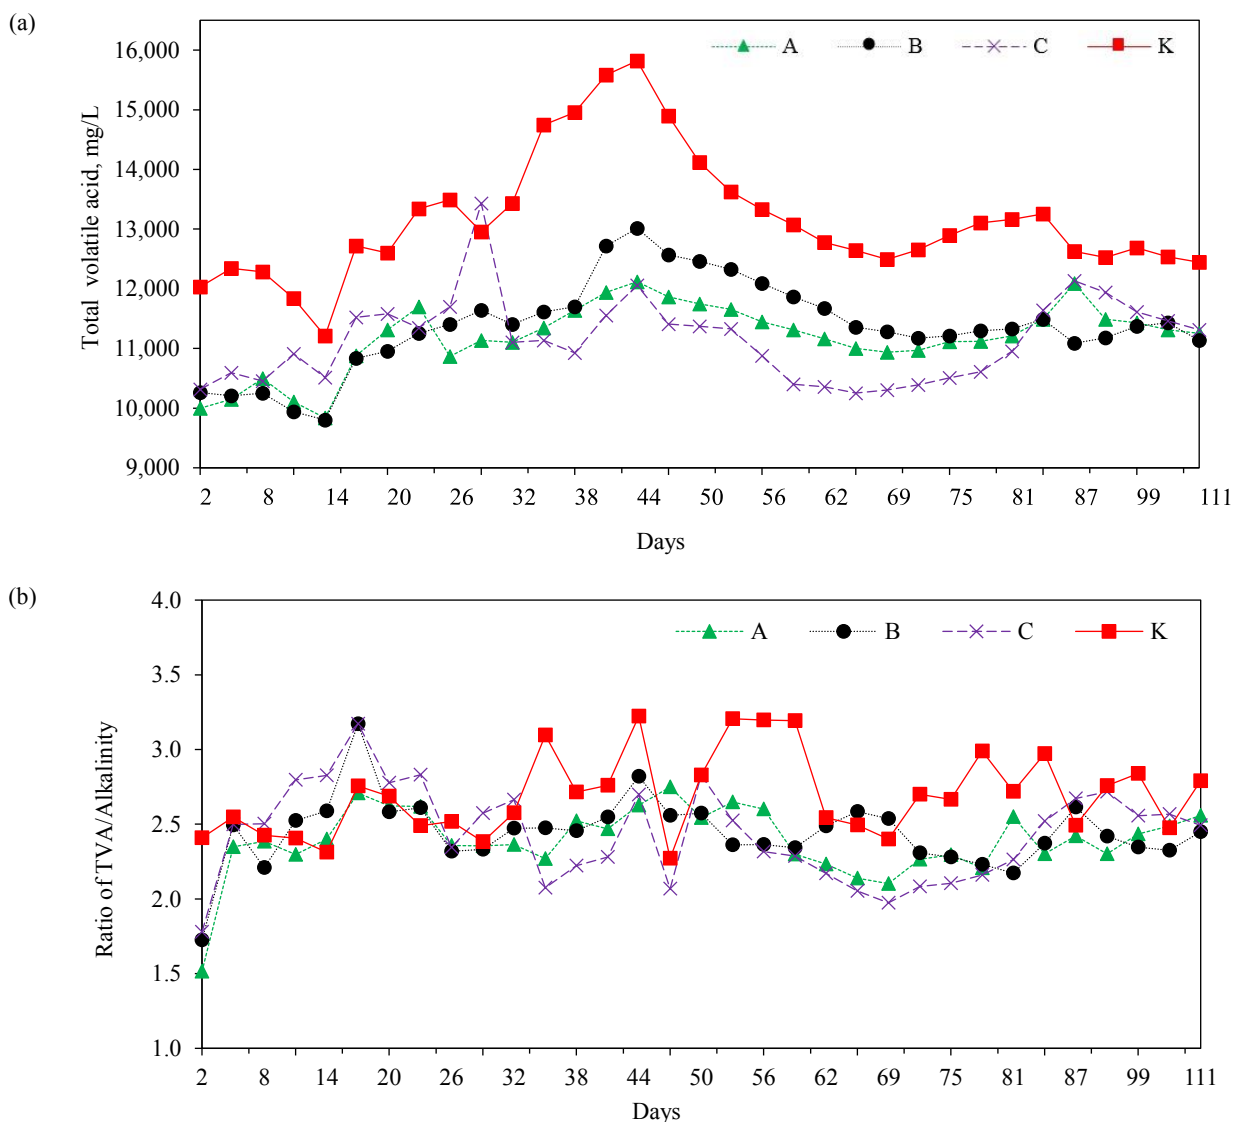 (a)
Total volatile acid, mg/L
16,000
15,000
14,000
13,000
12,000
11,000
10,000
9,000
A B C K
2 8 14 20 26 32 38 44 50 56 62 69 75 81 87 99 111
Days
(b)
Ratio of TVA/Alkalinity
4.0
3.5
3.0
2.5
2.0
1.5
1.0
A B C K
2 8 14 20 26 32 38 44 50 56 62 69 75 81 87 99 111
Days